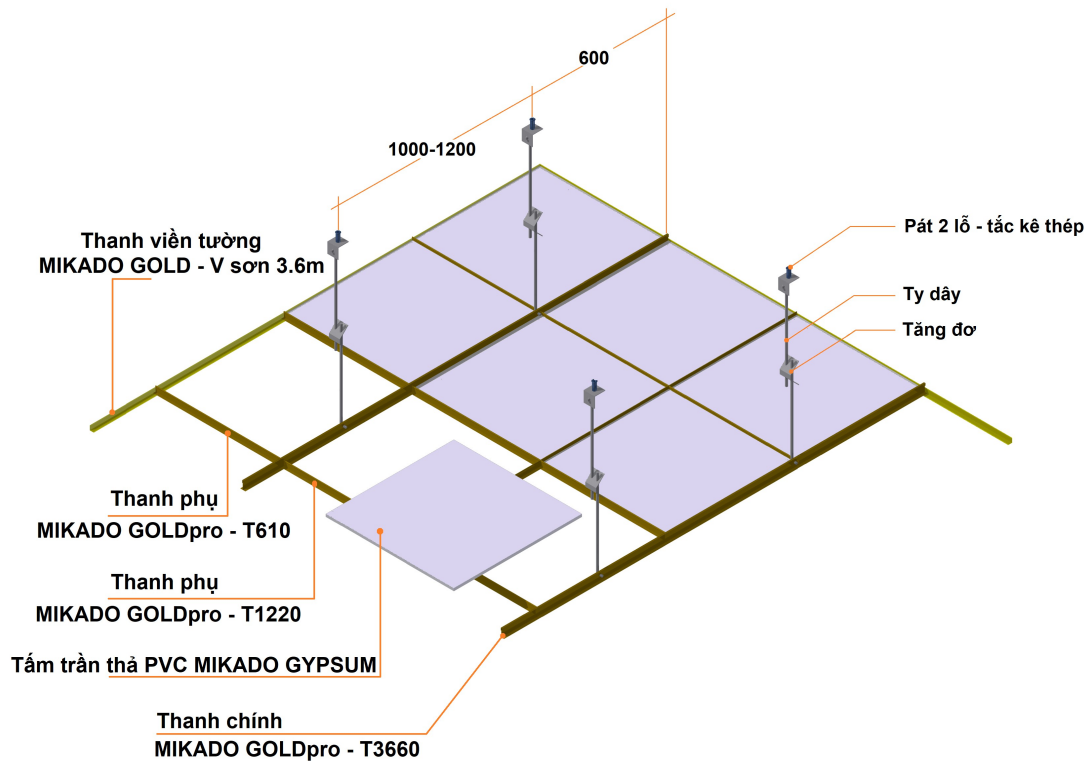 600
1000-1200
Thanh viền tường
MIKADO GOLD - V sơn 3.6m
Pát 2 lỗ - tắc kê thép
Ty dây
Tăng đơ
Thanh phụ
MIKADO GOLDpro - T610
Thanh phụ
MIKADO GOLDpro - T1220
Tấm trần thả PVC MIKADO GYPSUM
Thanh chính
MIKADO GOLDpro - T3660